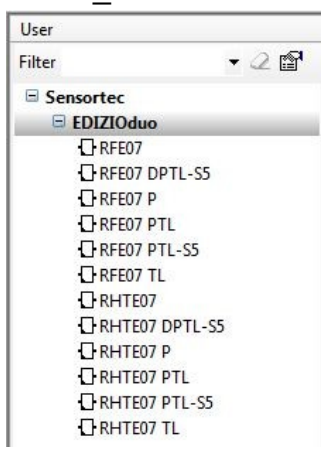 User
Filter
Sensortec
EDIZIOduo
RFE07
RFE07 DPTL-S5
RFE07 P
RFE07 PTL
RFE07 PTL-S5
RFE07 TL
RHTE07
RHTE07 DPTL-S5
RHTE07 P
RHTE07 PTL
RHTE07 PTL-S5
RHTE07 TL